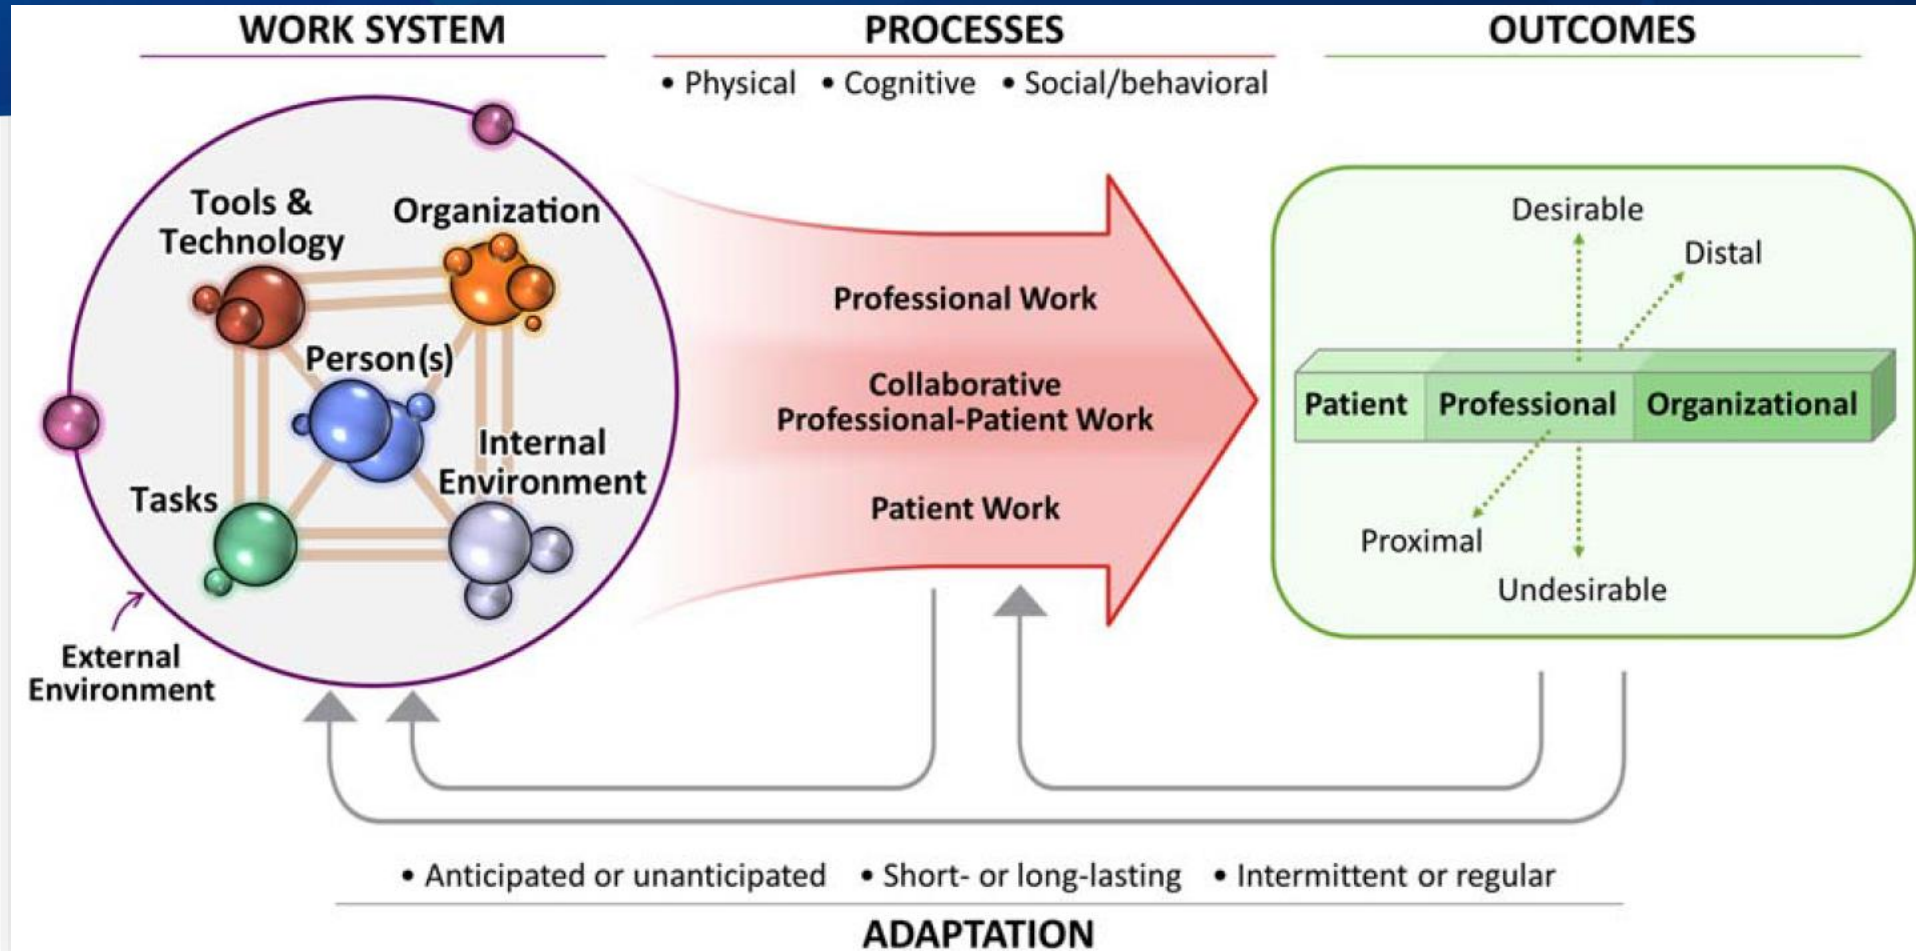 WORK SYSTEM
PROCESSES
OUTCOMES
• Physical • Cognitive • Social/behavioral
Tools &
Technology
Organization
Person(s)
Internal
Environment
Tasks
External
Environment
Professional Work
Collaborative
Professional-Patient Work
Patient Work
Desirable
Distal
Patient
Professional
Organizational
Proximal
Undesirable
• Anticipated or unanticipated • Short- or long-lasting • Intermittent or regular
ADAPTATION